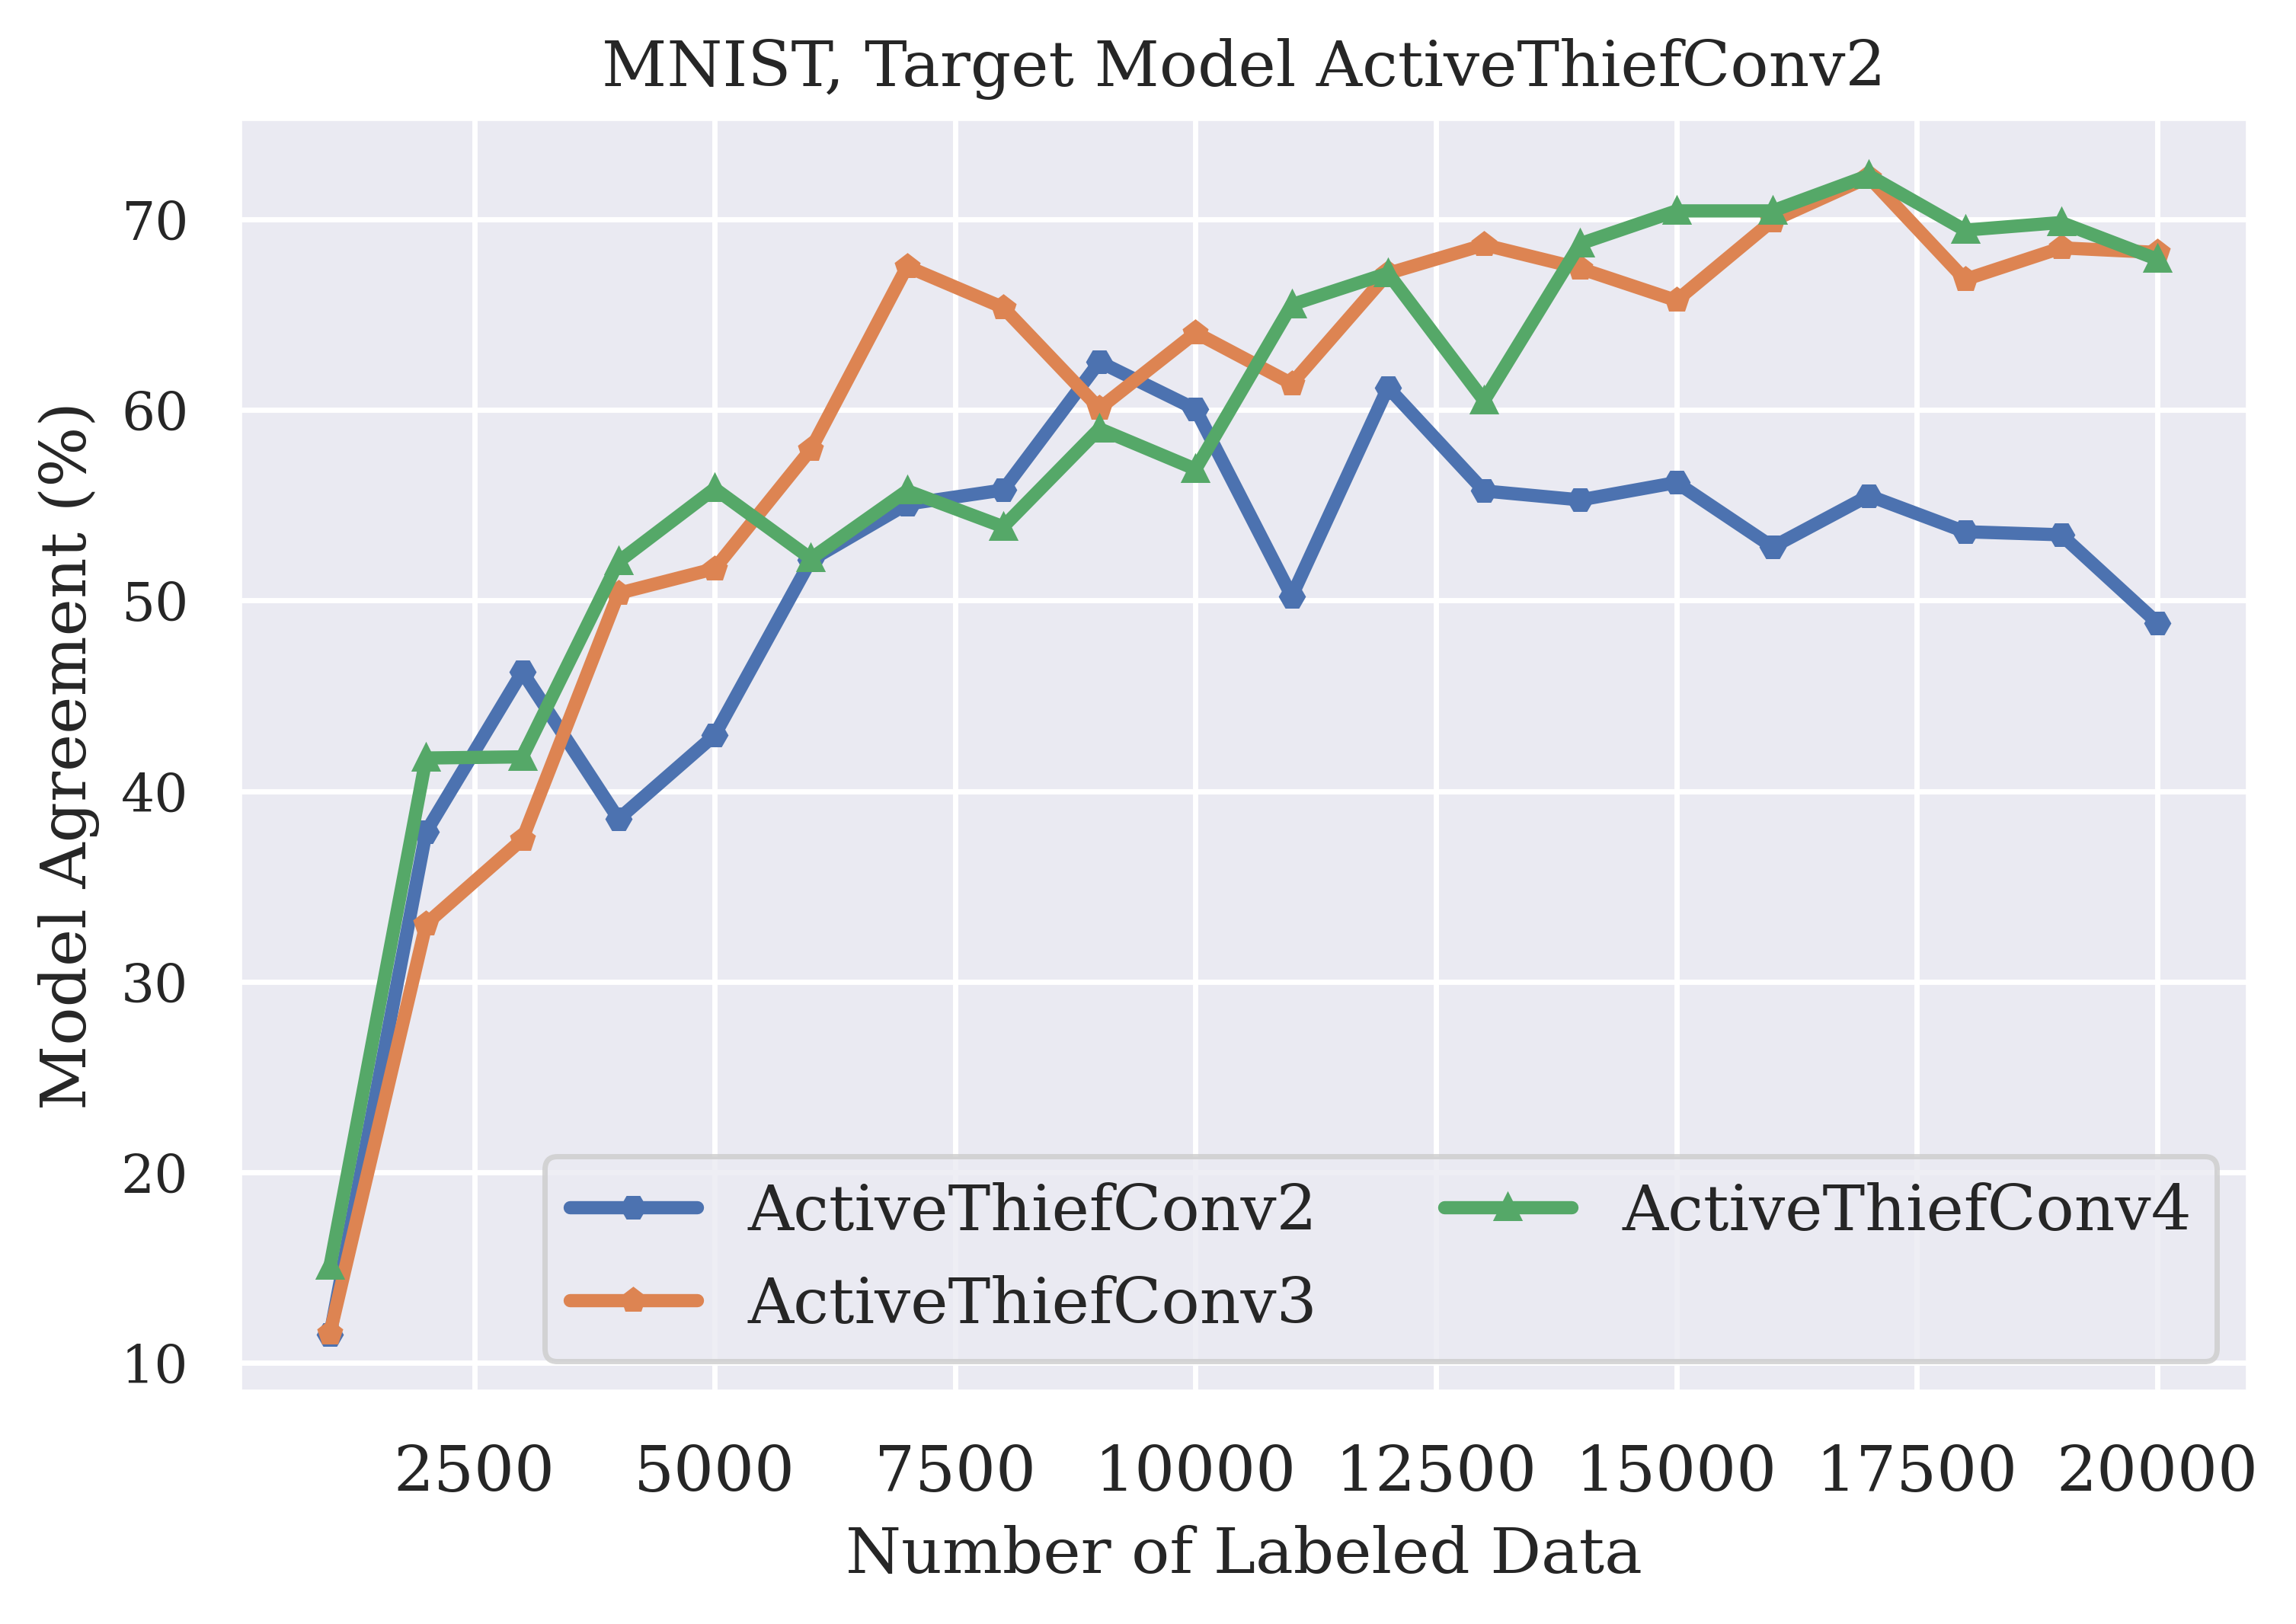 MNIST, Target Model ActiveThiefConv2
Model Agreement (%)
70
60
50
40
30
20
10
ActiveThiefConv2
ActiveThiefConv3
ActiveThiefConv4
2500 5000 7500 10000 12500 15000 17500 20000
Number of Labeled Data